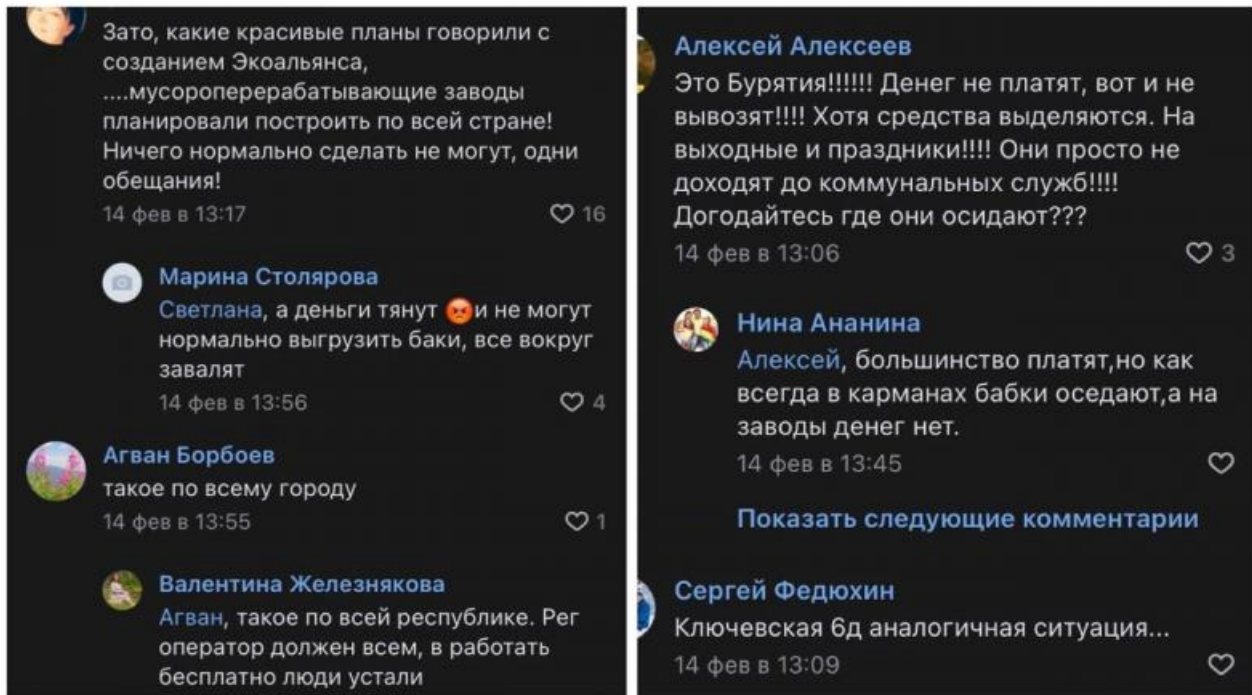 Зато, какие красивые планы говорили с
созданием Экоальянса,
....мусороперерабатывающие заводы
планировали построить по всей стране!
Ничего нормально сделать не могут, одни
обещания!
14 фев в 13:17
16
Марина Столярова
Светлана, а деньги тянут 😡и не могут
нормально выгрузить баки, все вокруг
завалят
14 фев в 13:56
4
Агван Борбоев
такое по всему городу
14 фев в 13:55
1
Валентина Железнякова
Агван, такое по всей республике. Рег
оператор должен всем, в работать
бесплатно люди устали
Алексей Алексеев
Это Бурятия!!!!!! Денег не платят, вот и не
вывозят!!!! Хотя средства выделяются. На
выходные и праздники!!!! Они просто не
доходят до коммунальных служб!!!!
Догодайтесь где они осидают???
14 фев в 13:06
3
Нина Ананина
Алексей, большинство платят,но как
всегда в карманах бабки оседают,а на
заводы денег нет.
14 фев в 13:45
Показать следующие комментарии
Сергей Федюхин
Ключевская 6д аналогичная ситуация...
14 фев в 13:09